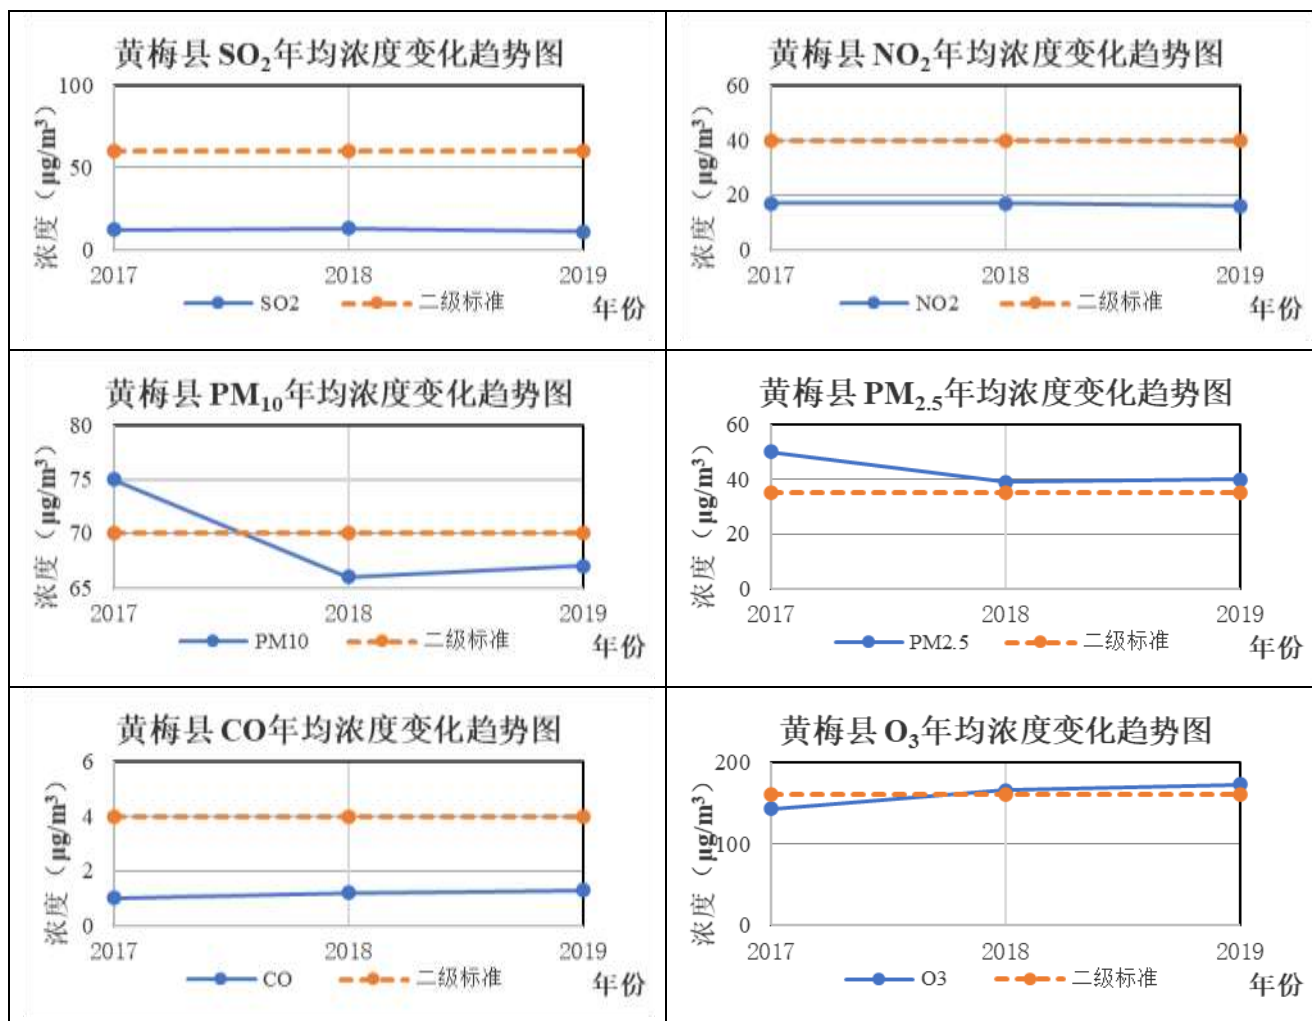 黄梅县 SO₂年均浓度变化趋势图
浓度（μg/m³）
100
50
0
2017 2018 2019
SO2 二级标准 年份
黄梅县 NO₂年均浓度变化趋势图
浓度（μg/m³）
60
40
20
0
2017 2018 2019
NO2 二级标准 年份
黄梅县 PM₁₀年均浓度变化趋势图
浓度（μg/m³）
80
75
70
65
2017 2018 2019
PM10 二级标准 年份
黄梅县 PM₂.₅年均浓度变化趋势图
浓度（μg/m³）
60
40
20
0
2017 2018 2019
PM2.5 二级标准 年份
黄梅县 CO年均浓度变化趋势图
浓度（μg/m³）
6
4
2
0
2017 2018 2019
CO 二级标准 年份
黄梅县 O₃年均浓度变化趋势图
浓度（μg/m³）
200
100
0
2017 2018 2019
O3 二级标准 年份